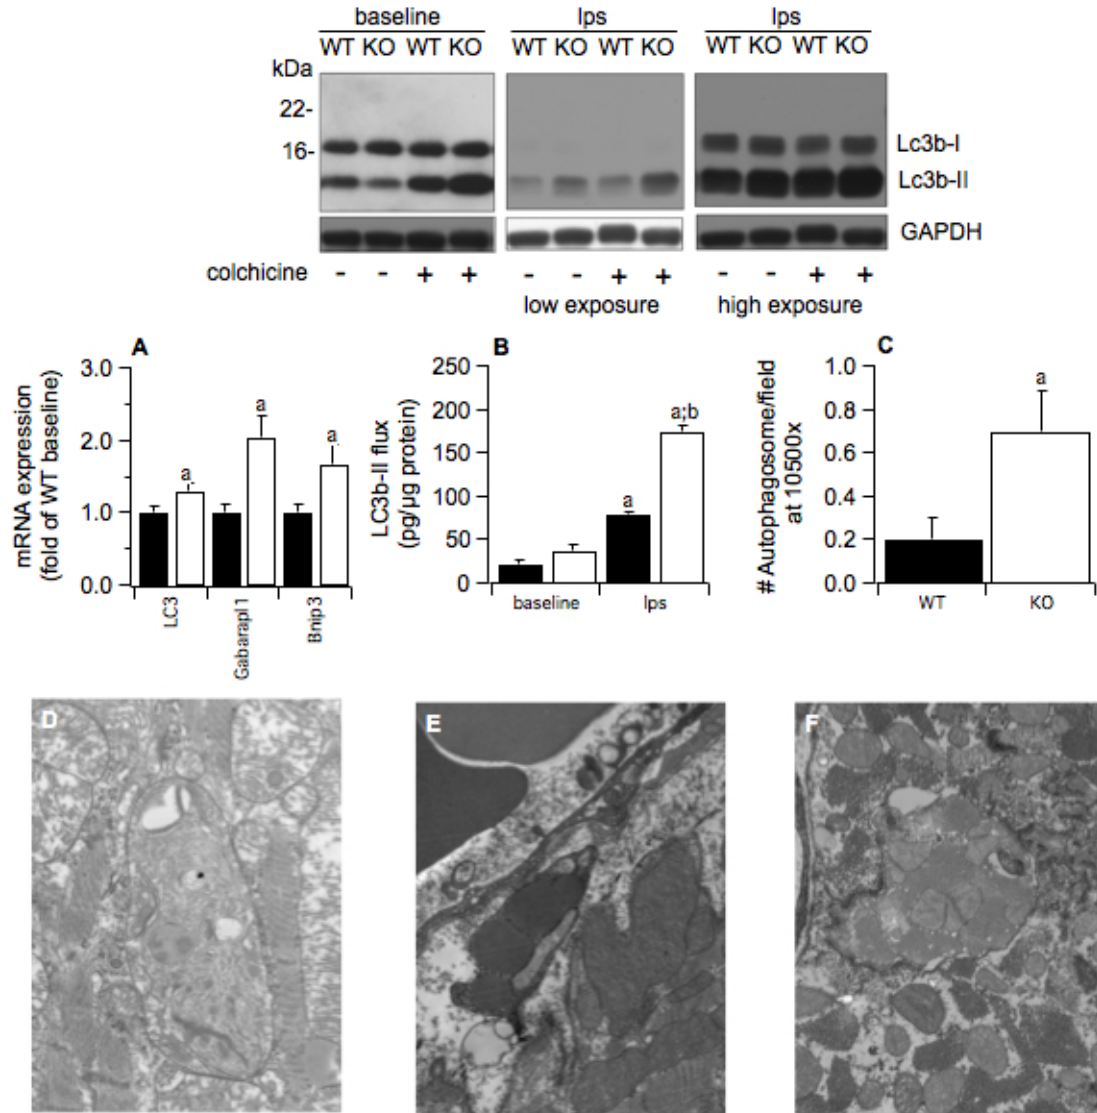 baseline lps lps
WT KO WT KO WT KO WT KO WT KO WT KO
kDa
22-
16-
Lc3b-I
Lc3b-II
GAPDH
colchicine - - + + - - + + - - + +
low exposure high exposure
A
mRNA expression
(fold of WT baseline)
3.0
2.0
1.0
0.0
a
a
a
LC3
Gabarapl1
Bnip3
B
LC3b-II flux
(pg/µg protein)
250
200
150
100
50
0
a
a;b
baseline lps
C
# Autophagosome/field
at 10500x
1.0
0.8
0.6
0.4
0.2
0.0
a
WT KO
D
E
F